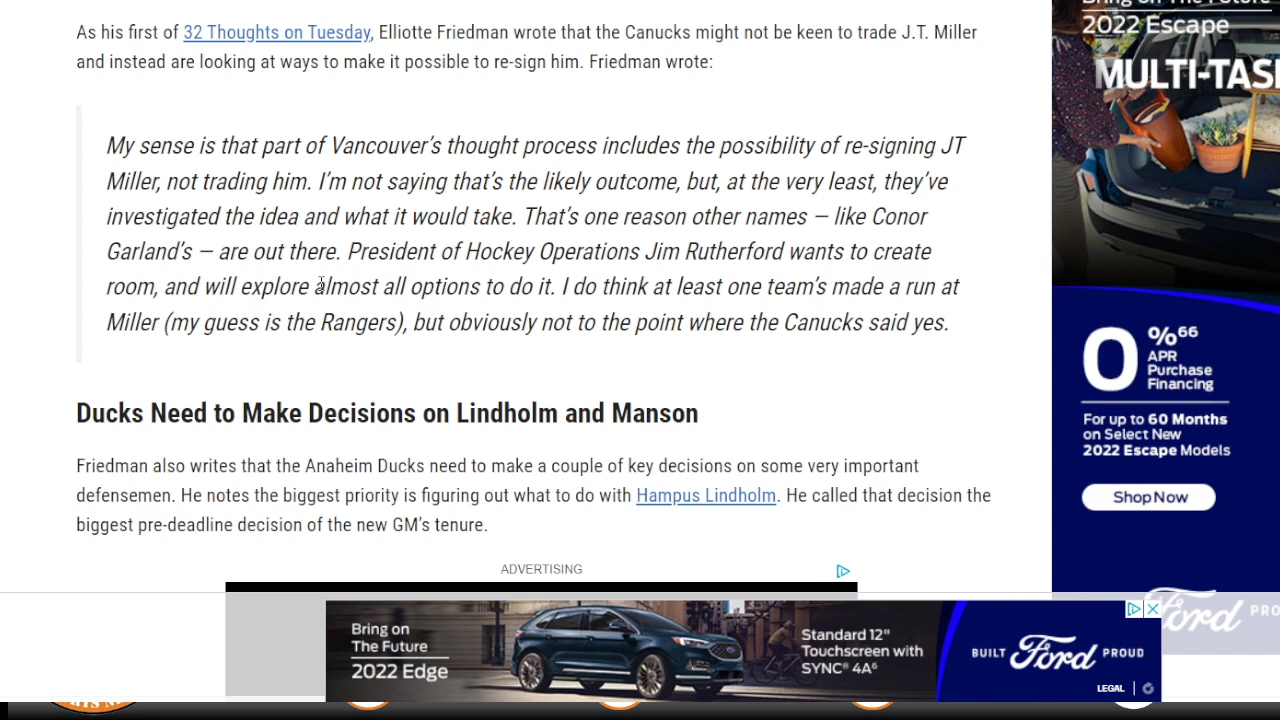 As his first of 32 Thoughts on Tuesday, Elliotte Friedman wrote that the Canucks might not be keen to trade J.T. Miller
and instead are looking at ways to make it possible to re-sign him. Friedman wrote:
My sense is that part of Vancouver's thought process includes the possibility of re-signing JT
Miller, not trading him. I'm not saying that's the likely outcome, but, at the very least, they've
investigated the idea and what it would take. That's one reason other names — like Conor
Garland's — are out there. President of Hockey Operations Jim Rutherford wants to create
room, and will explore almost all options to do it. I do think at least one team's made a run at
Miller (my guess is the Rangers), but obviously not to the point where the Canucks said yes.
Ducks Need to Make Decisions on Lindholm and Manson
Friedman also writes that the Anaheim Ducks need to make a couple of key decisions on some very important
defensemen. He notes the biggest priority is figuring out what to do with Hampus Lindholm. He called that decision the
biggest pre-deadline decision of the new GM's tenure.
ADVERTISING
Bring on The Future
2022 Escape
MULTI-TAS
0 %66
APR
Purchase
Financing
For up to 60 Months
on Select New
2022 Escape Models
Shop Now
Ford PRO
Bring on
The Future
2022 Edge
Standard 12"
Touchscreen with
SYNC® 4A6
BUILT Ford PROUD
LEGAL